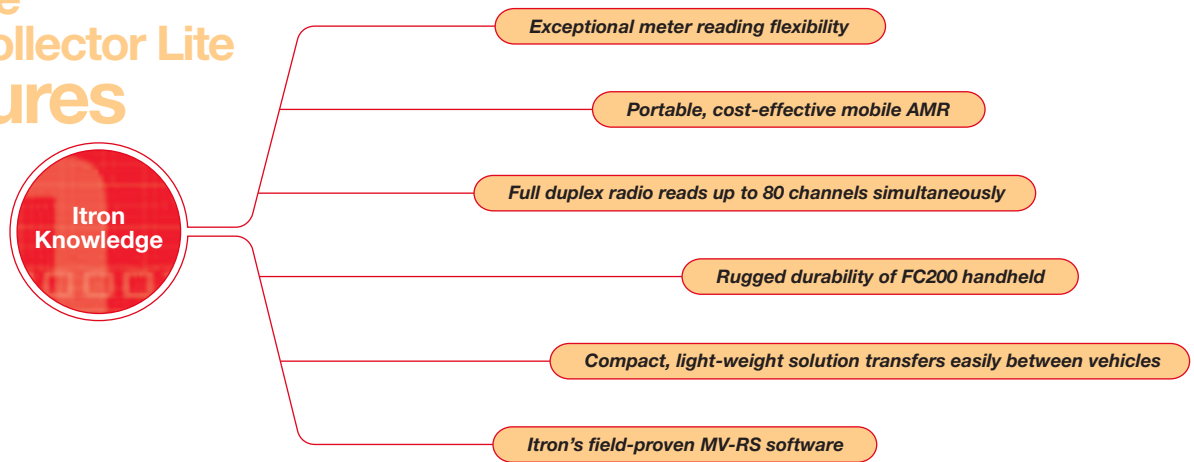 Lite
Itron
Knowledge
Exceptional meter reading flexibility
Portable, cost-effective mobile AMR
Full duplex radio reads up to 80 channels simultaneously
Rugged durability of FC200 handheld
Compact, light-weight solution transfers easily between vehicles
Itron's field-proven MV-RS software